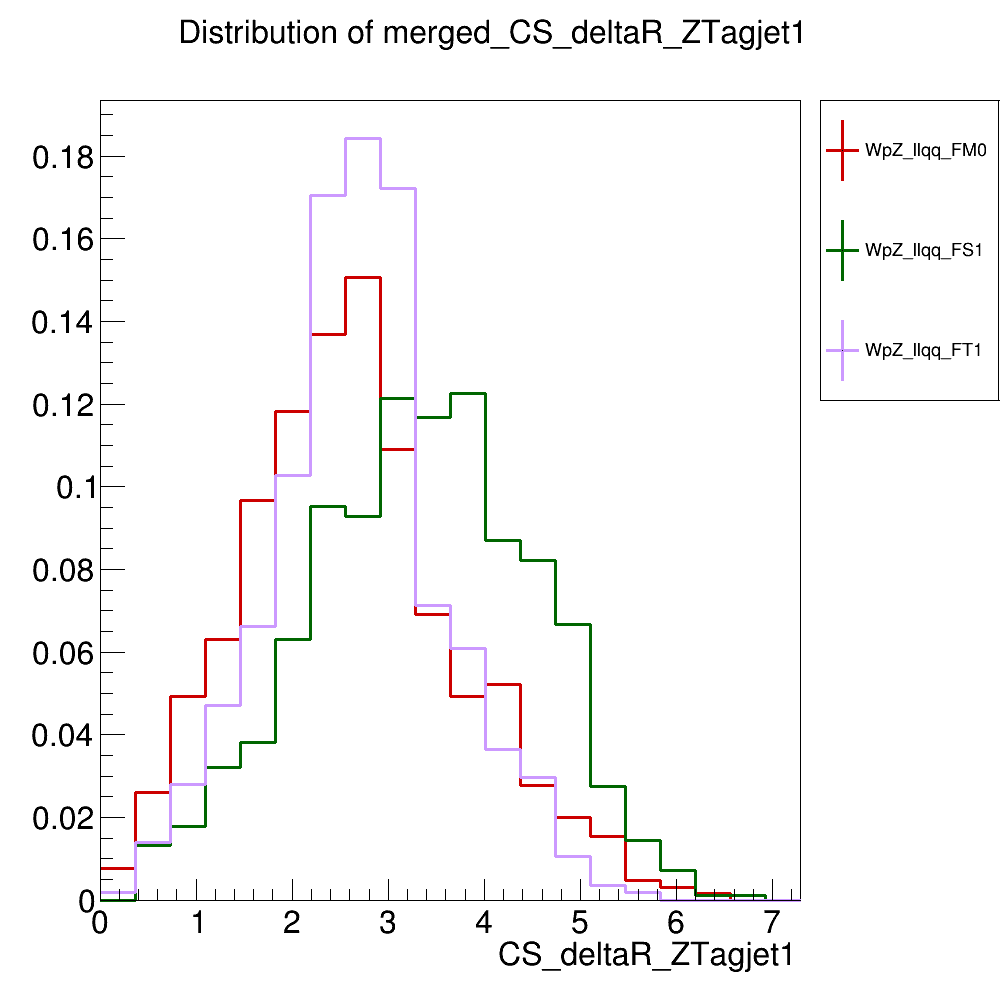 Distribution of merged_CS_deltaR_ZTagjet1
WpZ_llqq_FM0
WpZ_llqq_FS1
WpZ_llqq_FT1
0.18
0.16
0.14
0.12
0.1
0.08
0.06
0.04
0.02
0
0 1 2 3 4 5 6 7
CS_deltaR_ZTagjet1